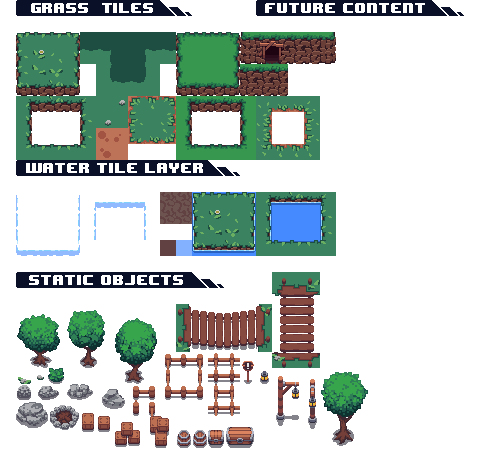 GRASS TILES
FUTURE CONTENT
WATER TILE LAYER
STATIC OBJECTS